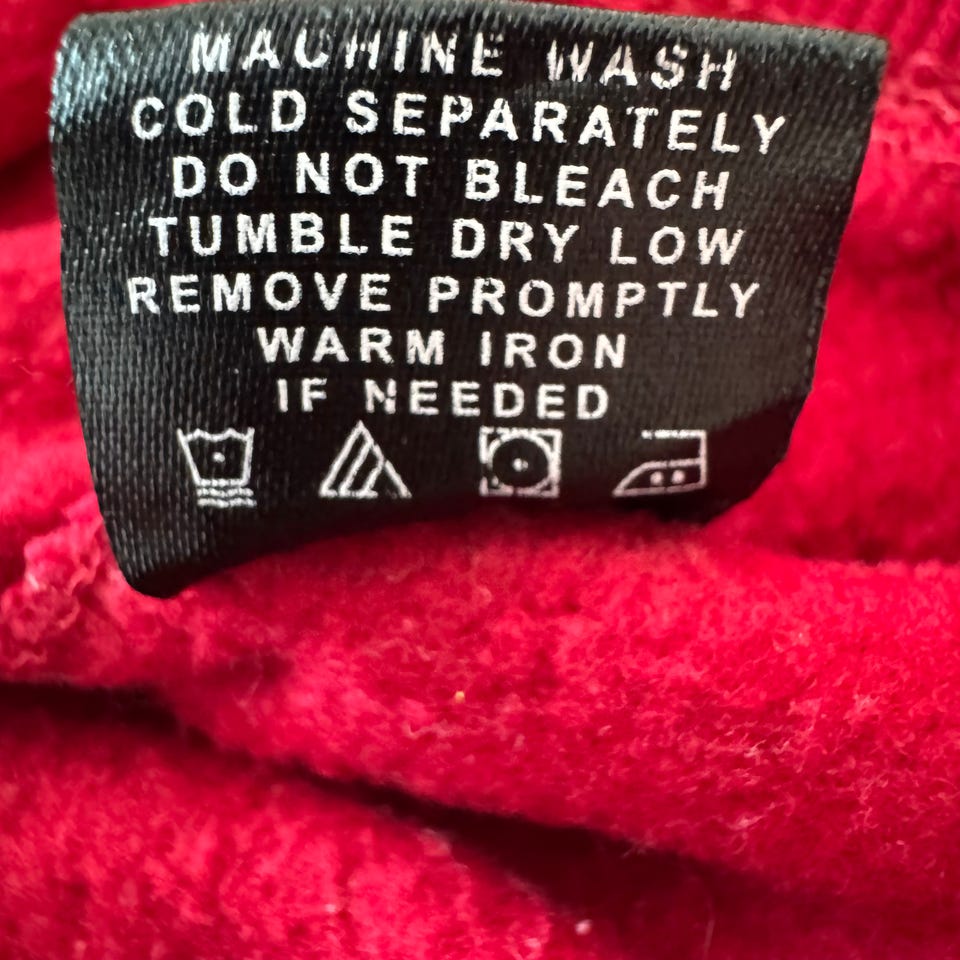 MACHINE WASH
COLD SEPARATELY
DO NOT BLEACH
TUMBLE DRY LOW
REMOVE PROMPTLY
WARM IRON
IF NEEDED